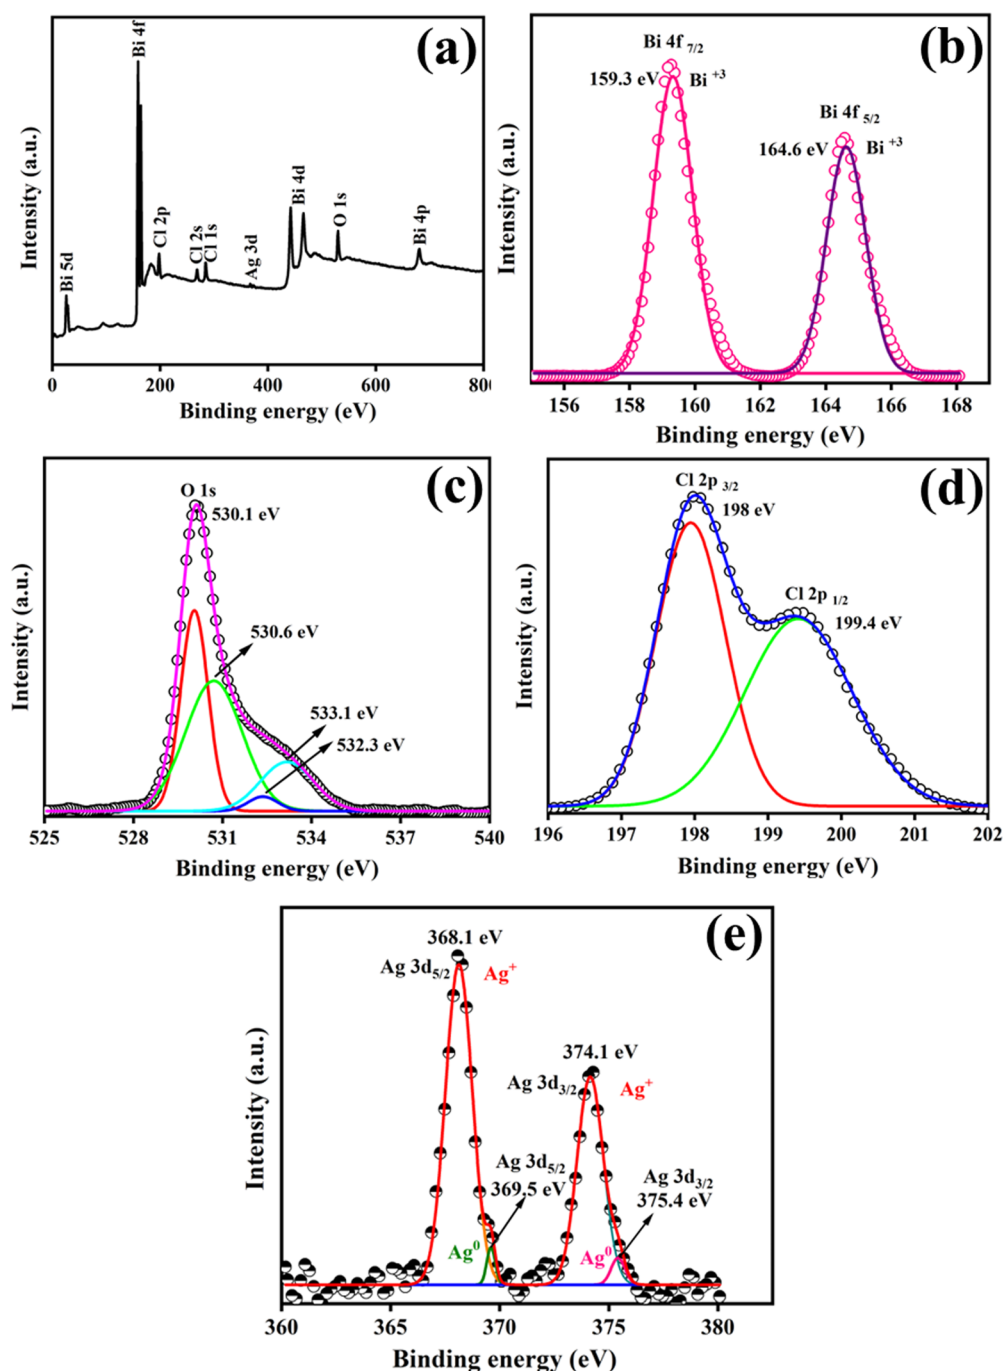 (a)
Bi 5d
Bi 4f
Cl 2p
Cl 2s
Cl 1s
Ag 3d
Bi 4d
O 1s
Bi 4p
Intensity (a.u.)
0 200 400 600 800
Binding energy (eV)
(b)
Bi 4f 7/2
159.3 eV Bi +3
Bi 4f 5/2
164.6 eV Bi +3
Intensity (a.u.)
156 158 160 162 164 166 168
Binding energy (eV)
(c)
O 1s
530.1 eV
530.6 eV
533.1 eV
532.3 eV
Intensity (a.u.)
525 528 531 534 537 540
Binding energy (eV)
(d)
Cl 2p 3/2
198 eV
Cl 2p 1/2
199.4 eV
Intensity (a.u.)
196 197 198 199 200 201 202
Binding energy (eV)
(e)
368.1 eV
Ag 3d5/2 Ag+
374.1 eV
Ag 3d3/2 Ag+
Ag 3d5/2
369.5 eV
Ag 3d3/2
375.4 eV
Ag0
Ag0
Intensity (a.u.)
360 365 370 375 380
Binding energy (eV)